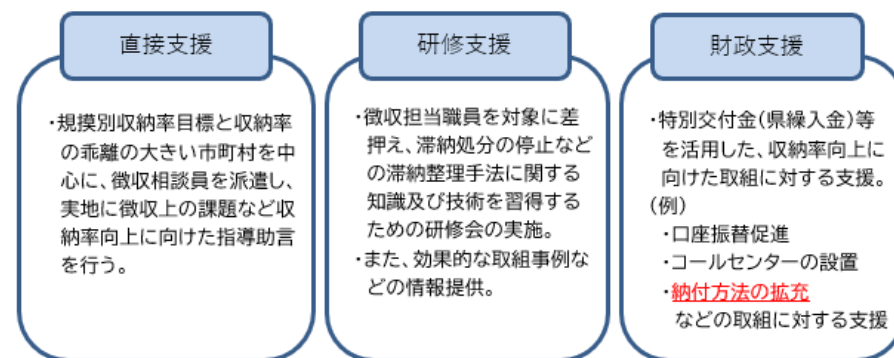 直接支援
・規摸別収納率目標と収納率
の乖離の大きい市町村を中
心に、徴収相談員を派遣し、
実地に徴収上の課題など収
納率向上に向けた指導助言
を行う。
研修支援
・徴収担当職員を対象に差
押え、滞納処分の停止など
の滞納整理手法に関する
知識及び技術を習得する
ための研修会の実施。
・また、効果的な取組事例な
どの情報提供。
財政支援
・特別交付金(県繰入金)等
を活用した、収納率向上に
向けた取組に対する支援。
(例)
・口座振替促進
・コールセンターの設置
・納付方法の拡充
などの取組に対する支援